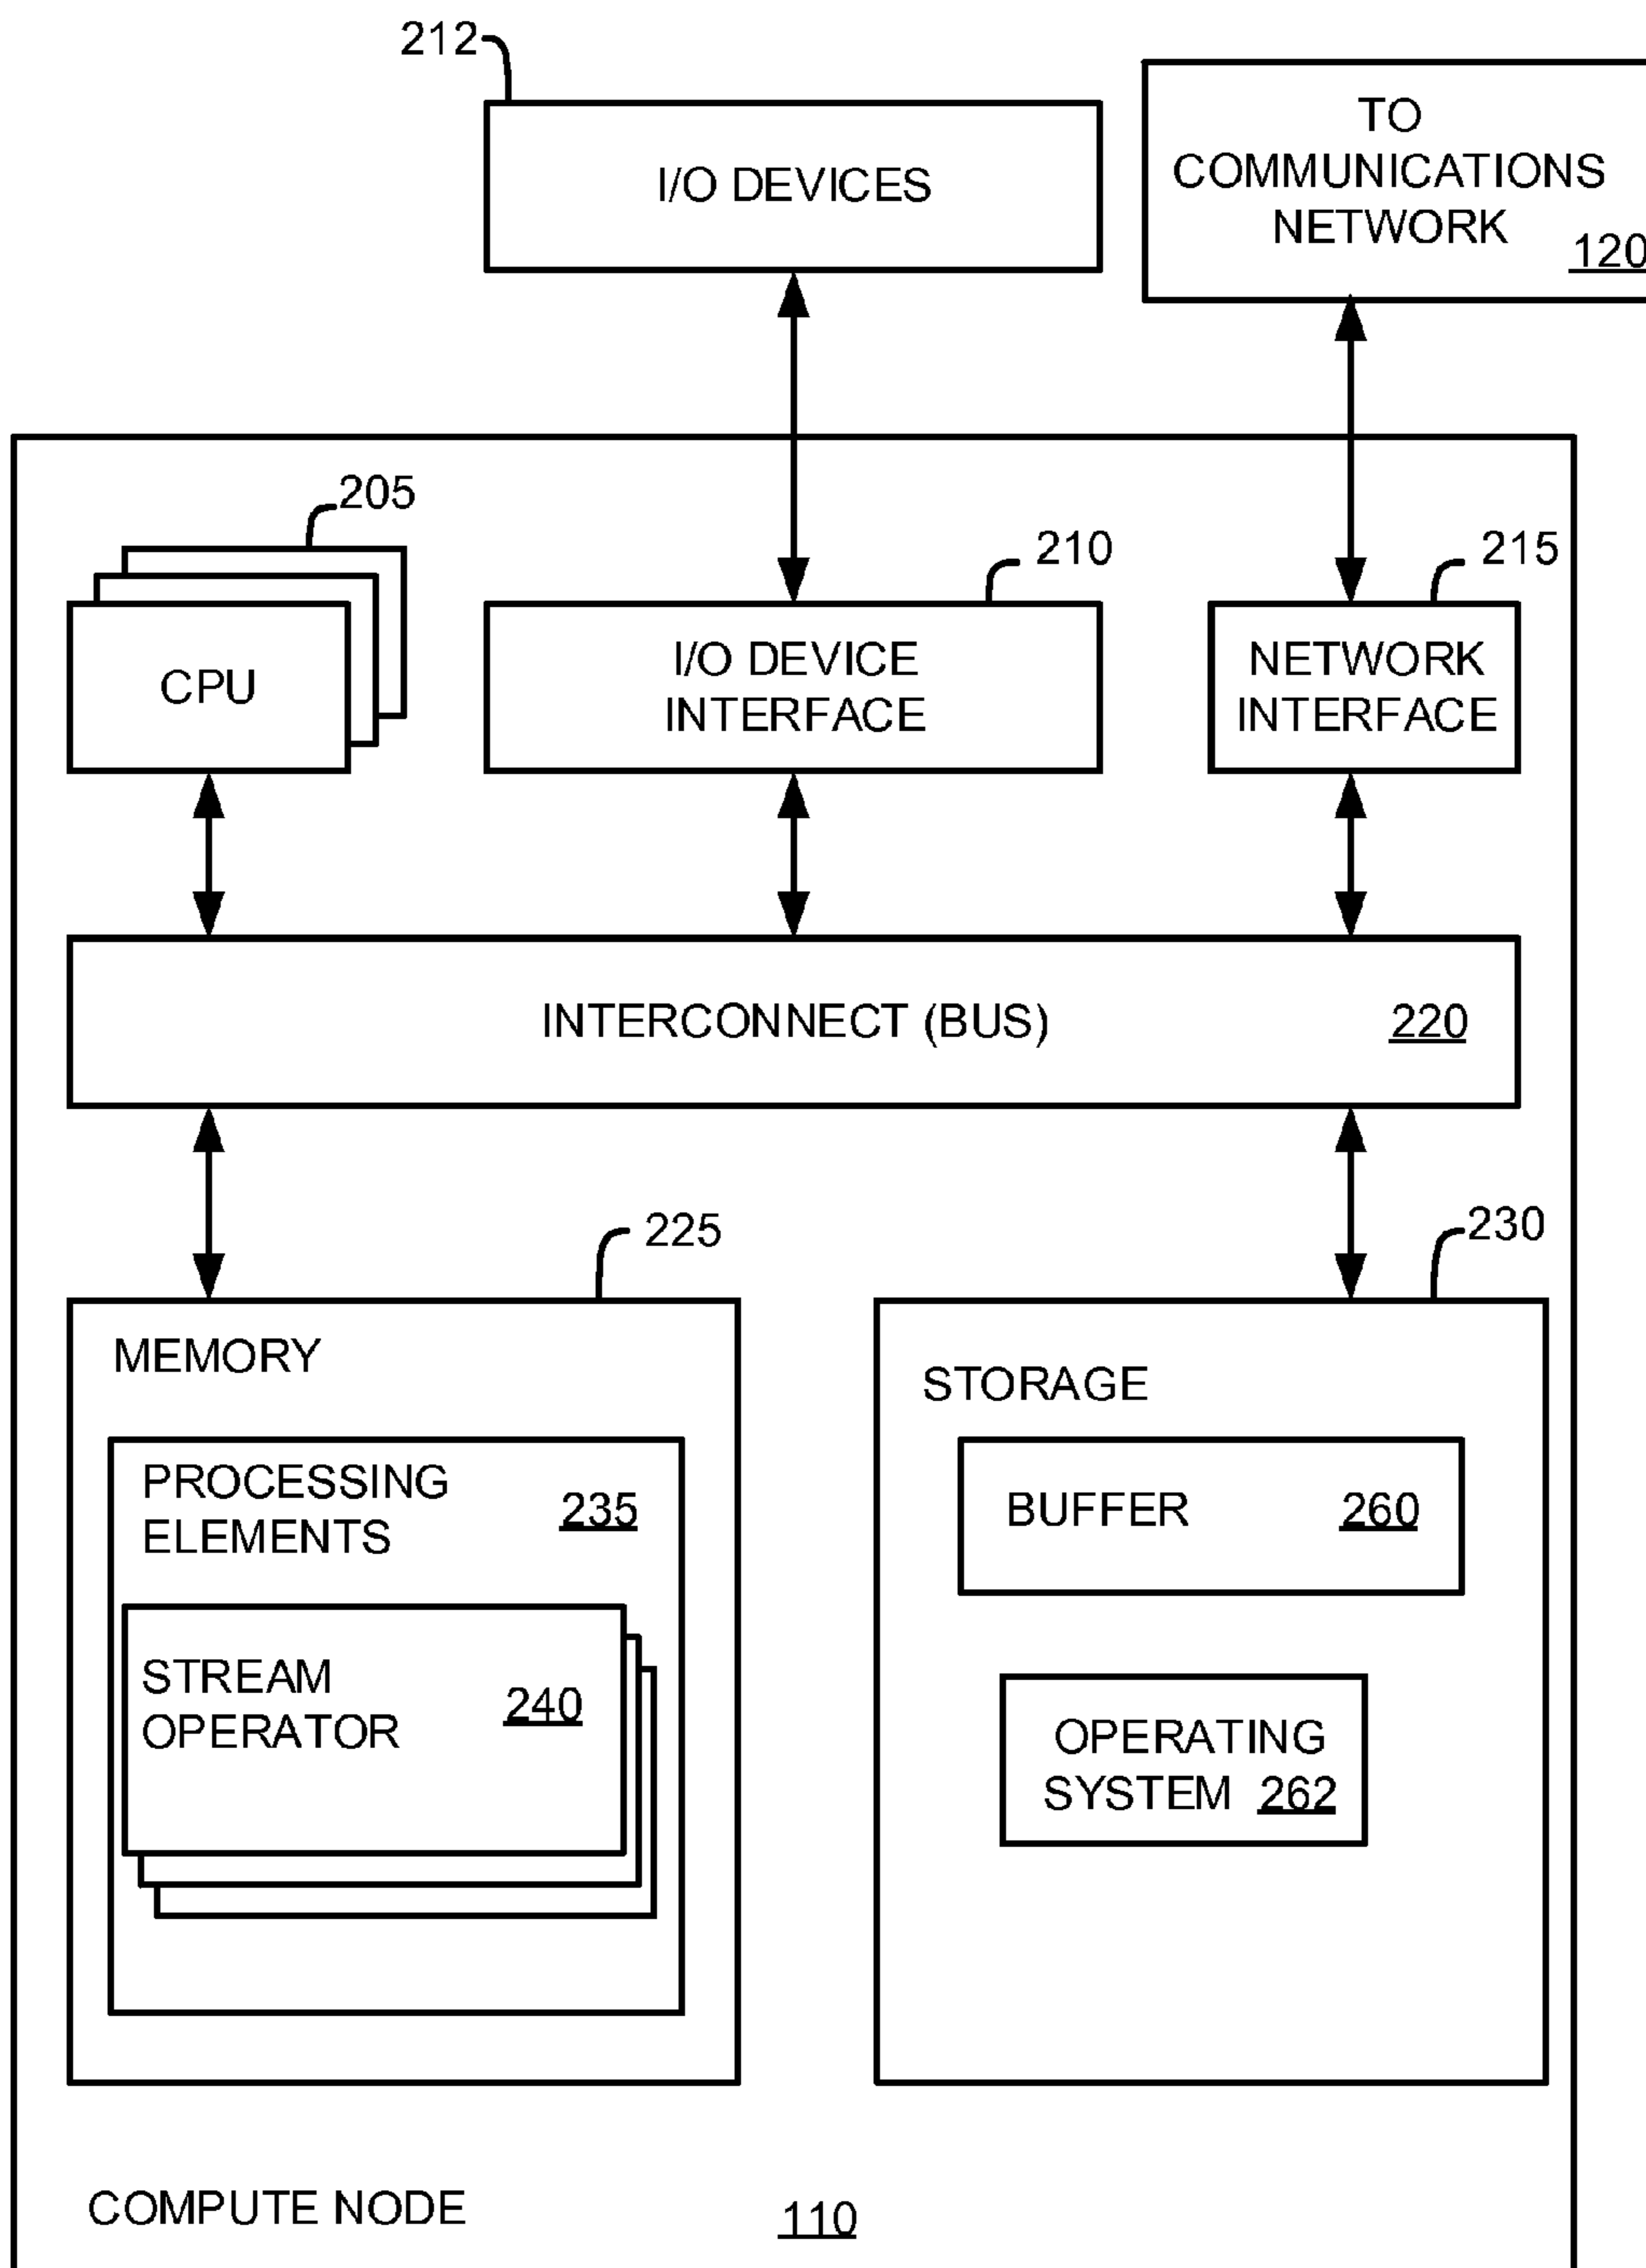 212
I/O DEVICES
TO
COMMUNICATIONS
NETWORK
120
205
CPU
210
I/O DEVICE
INTERFACE
215
NETWORK
INTERFACE
INTERCONNECT (BUS) 220
225
MEMORY
PROCESSING
ELEMENTS
235
STREAM
OPERATOR
240
230
STORAGE
BUFFER 260
OPERATING
SYSTEM 262
COMPUTE NODE 110